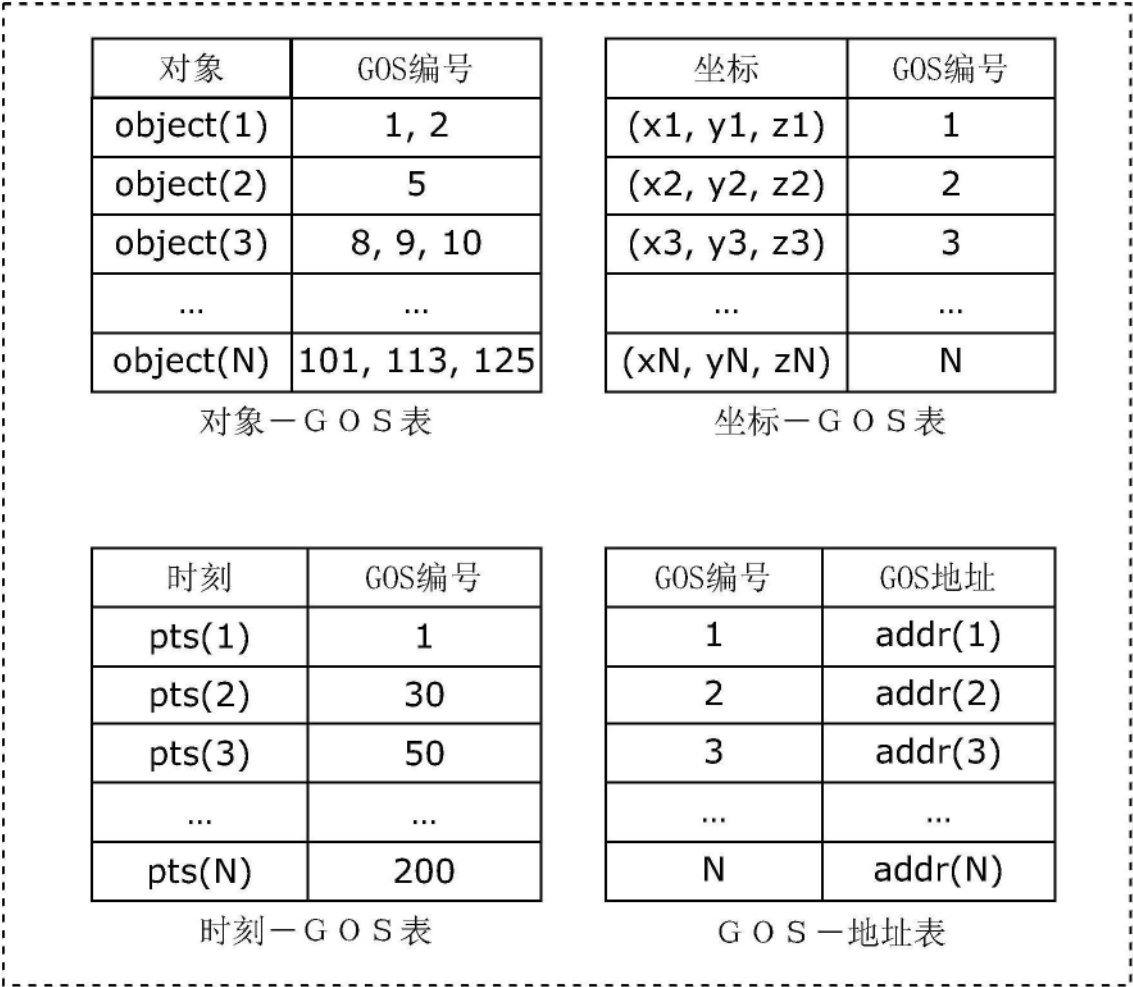 对象 GOS编号
object(1) 1, 2
object(2) 5
object(3) 8, 9, 10
... ...
object(N) 101, 113, 125
对象－ＧＯＳ表
坐标 GOS编号
(x1, y1, z1) 1
(x2, y2, z2) 2
(x3, y3, z3) 3
... ...
(xN, yN, zN) N
坐标－ＧＯＳ表
时刻 GOS编号
pts(1) 1
pts(2) 30
pts(3) 50
... ...
pts(N) 200
时刻－ＧＯＳ表
GOS编号 GOS地址
1 addr(1)
2 addr(2)
3 addr(3)
... ...
N addr(N)
ＧＯＳ－地址表